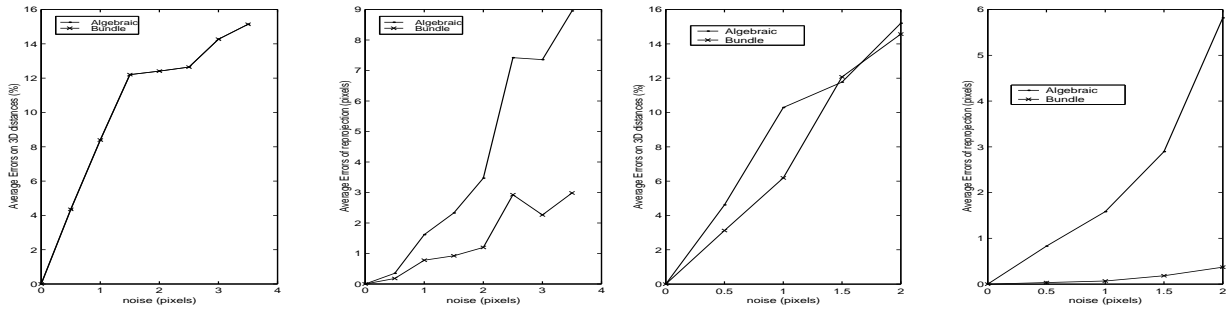 Average Errors on 3D distances (%)
16
14
12
10
8
6
4
2
0
Algebraic
Bundle
0 1 2 3 4
noise (pixels)
Average Errors of reprojection (pixels)
9
8
7
6
5
4
3
2
1
0
Algebraic
Bundle
0 1 2 3 4
noise (pixels)
Average Errors on 3D distances (%)
16
14
12
10
8
6
4
2
0
Algebraic
Bundle
0 0.5 1 1.5 2
noise (pixels)
Average Errors of reprojection (pixels)
6
5
4
3
2
1
0
Algebraic
Bundle
0 0.5 1 1.5 2
noise (pixels)